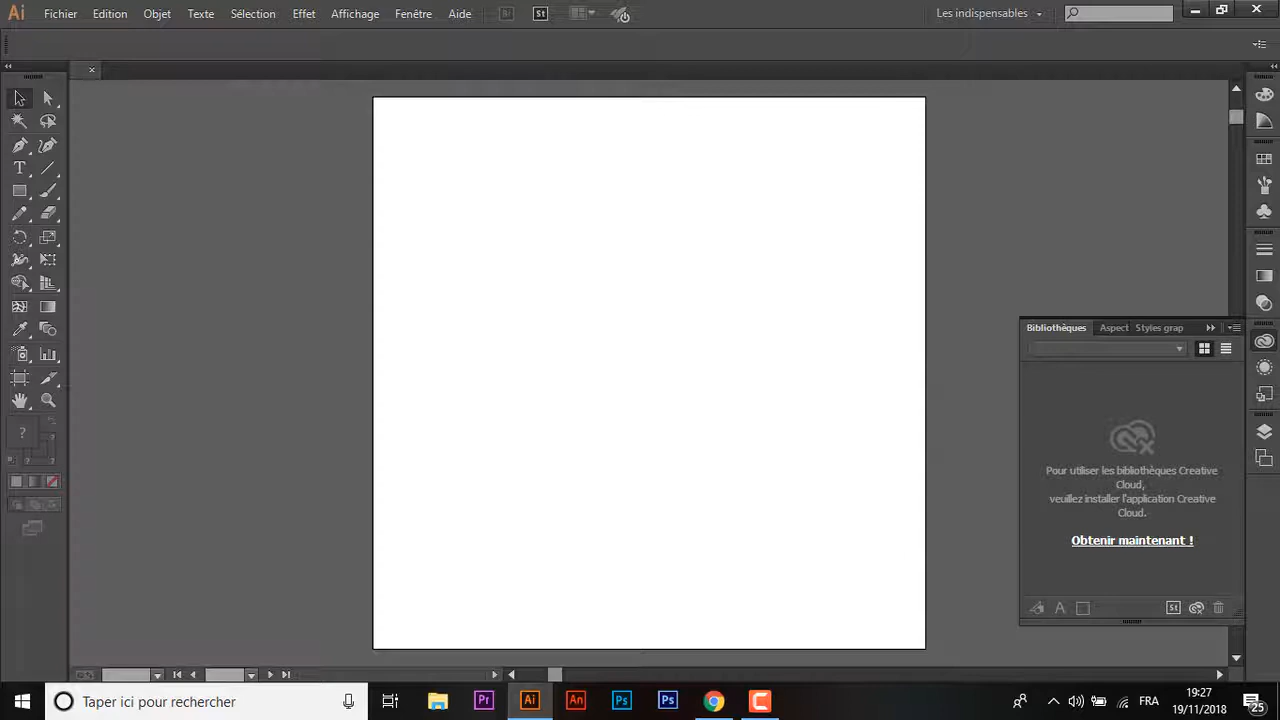 Ai Fichier Edition Objet Texte Sélection Effet Affichage Fenêtre Aide Br St Les indispensables
Bibliothèques Aspect Styles grap
Pour utiliser les bibliothèques Creative
Cloud,
veuillez installer l'application Creative
Cloud.
Obtenir maintenant !
St
Taper ici pour rechercher Pr Ai An Ps Ps FRA 19:27
19/11/2018 25